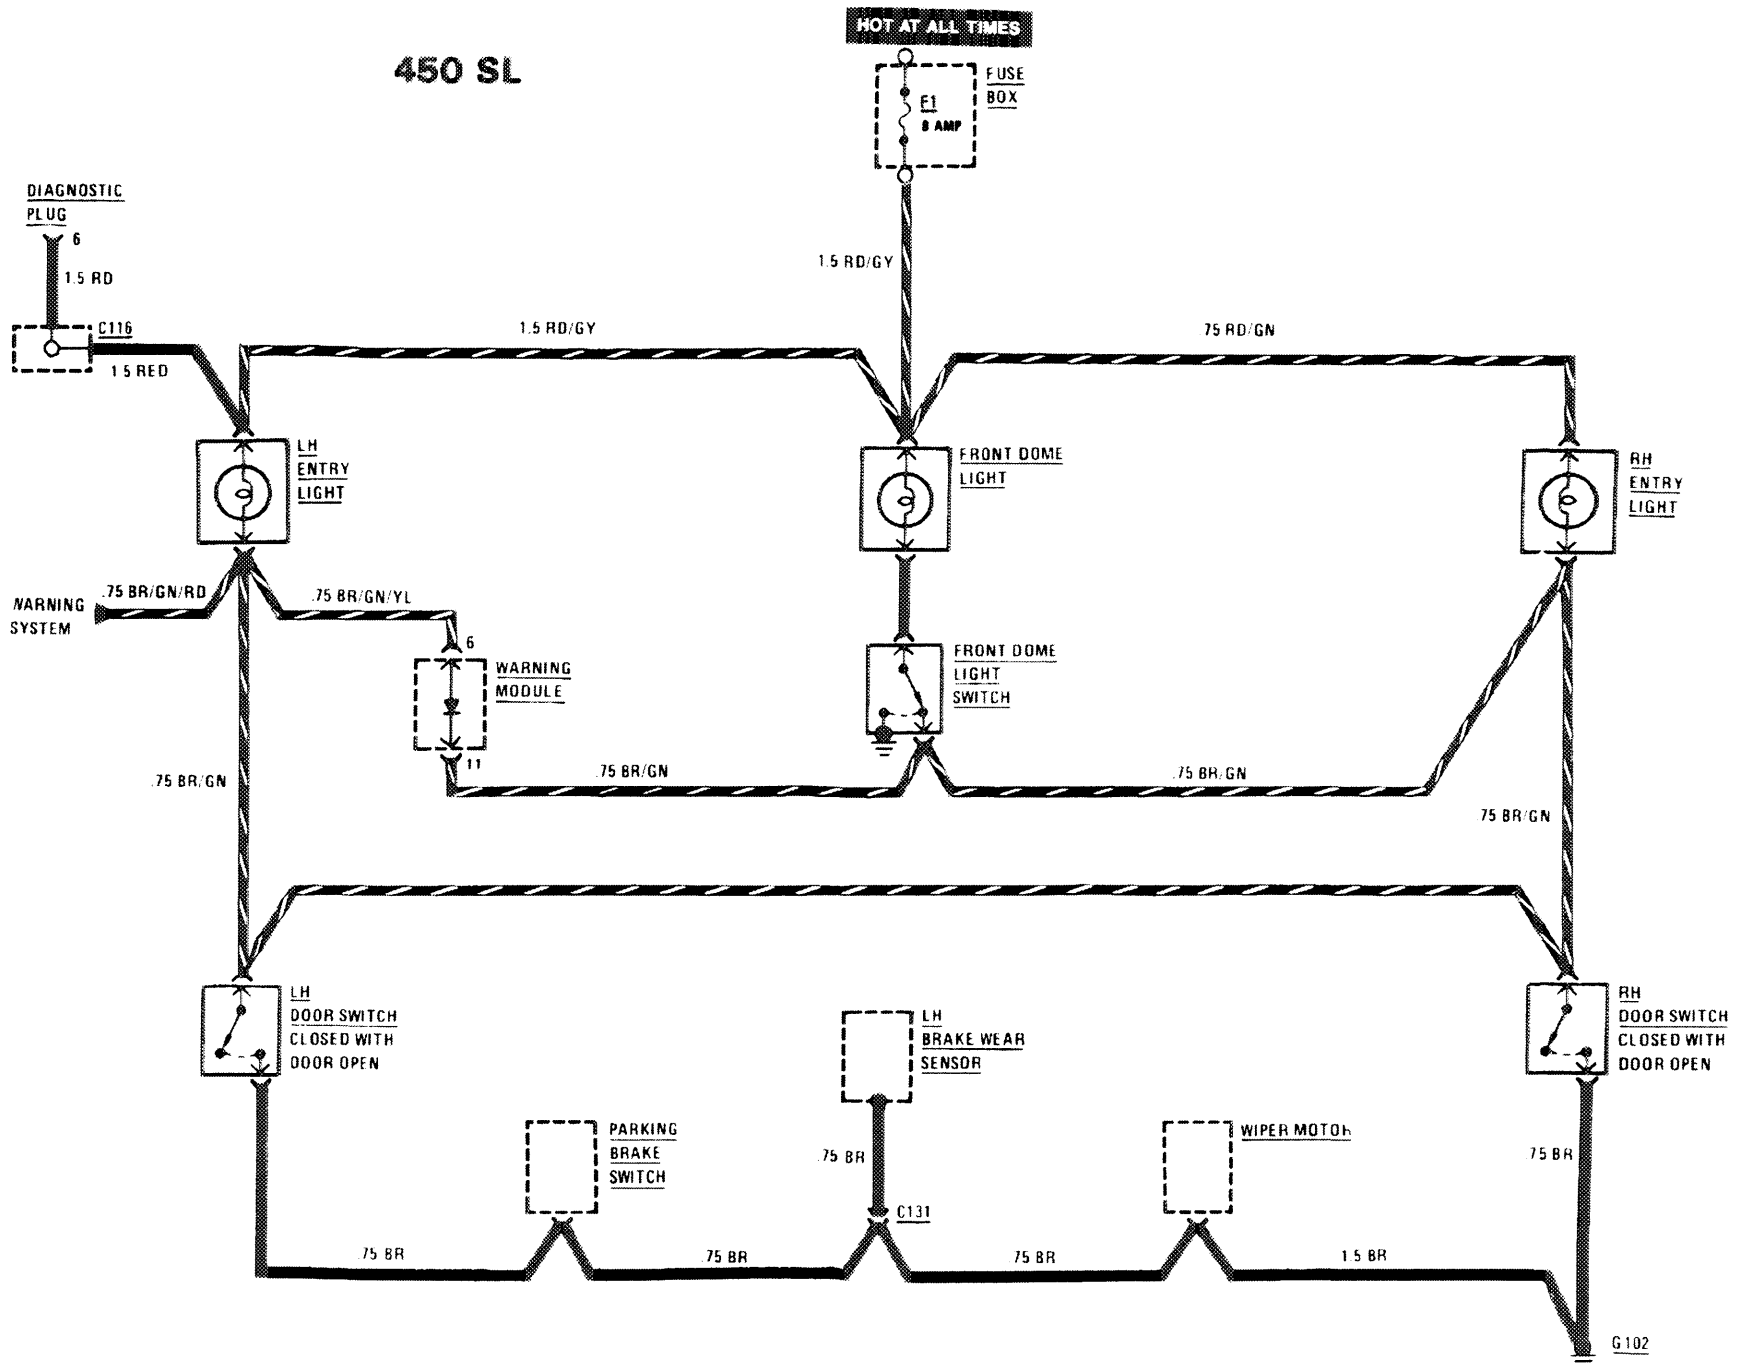 HOT AT ALL TIMES
450 SL
FUSE
BOX
F1
8 AMP
DIAGNOSTIC
PLUG
6
1.5 RD
1.5 RD/GY
C116
1.5 RED
1.5 RD/GY
.75 RD/GN
LH
ENTRY
LIGHT
FRONT DOME
LIGHT
RH
ENTRY
LIGHT
WARNING
SYSTEM
.75 BR/GN/RD
.75 BR/GN/YL
6
WARNING
MODULE
11
FRONT DOME
LIGHT
SWITCH
.75 BR/GN
.75 BR/GN
.75 BR/GN
.75 BR/GN
LH
DOOR SWITCH
CLOSED WITH
DOOR OPEN
LH
BRAKE WEAR
SENSOR
RH
DOOR SWITCH
CLOSED WITH
DOOR OPEN
PARKING
BRAKE
SWITCH
.75 BR
C131
WIPER MOTOR
.75 BR
.75 BR
.75 BR
.75 BR
1.5 BR
G102